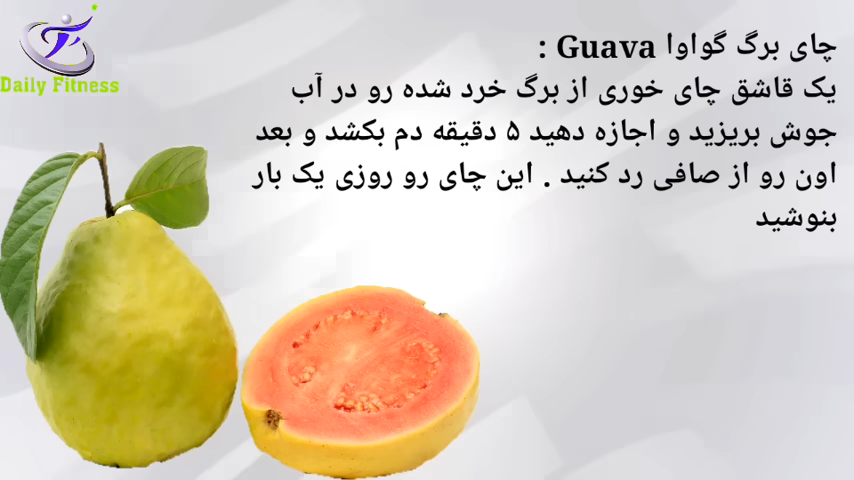 Daily Fitness
چای برگ گواوا Guava :
یک قاشق چای خوری از برگ خرد شده رو در آب
جوش بریزید و اجازه دهید ۵ دقیقه دم بکشد و بعد
اون رو از صافی رد کنید . این چای رو روزی یک بار
بنوشید